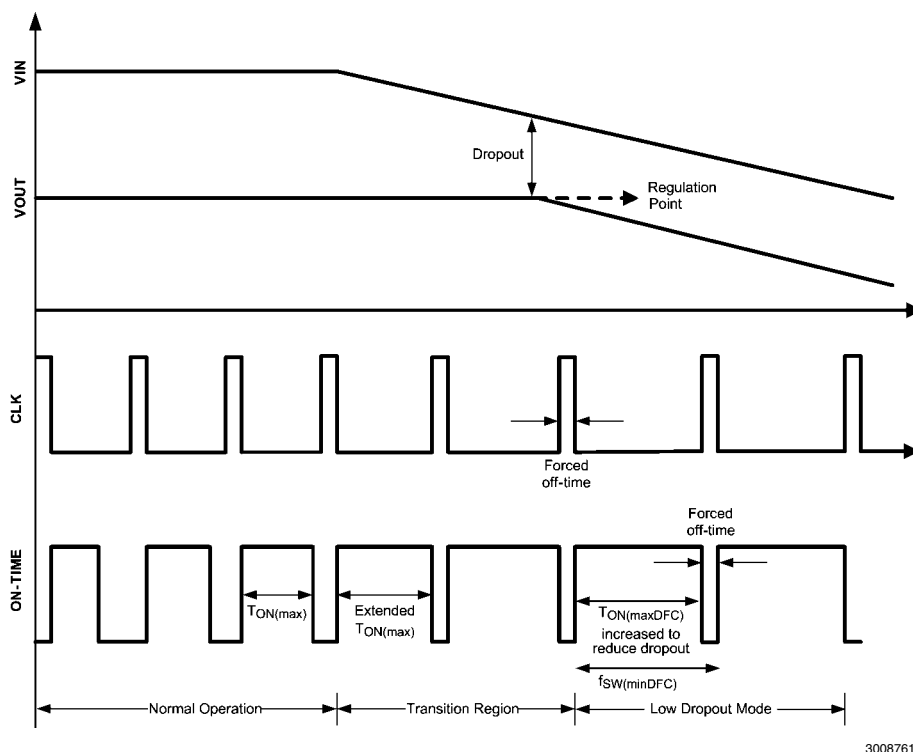 VIN
Dropout
VOUT
Regulation
Point
CLK
Forced
off-time
Forced
off-time
ON-TIME
TON(max)
Extended
TON(max)
TON(maxDFC)
increased to
reduce dropout
fSW(minDFC)
Normal Operation
Transition Region
Low Dropout Mode
3008761